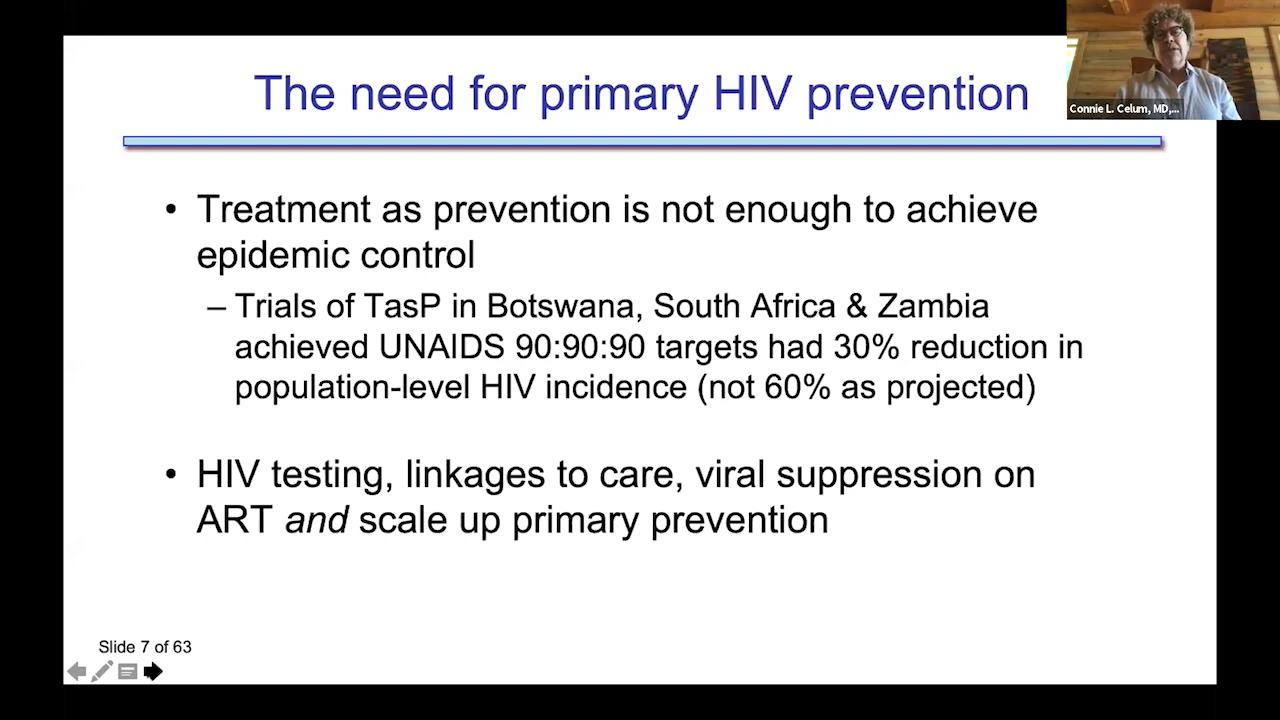 The need for primary HIV prevention
Connie L. Celum, MD,...
• Treatment as prevention is not enough to achieve
epidemic control
– Trials of TasP in Botswana, South Africa & Zambia
achieved UNAIDS 90:90:90 targets had 30% reduction in
population-level HIV incidence (not 60% as projected)
• HIV testing, linkages to care, viral suppression on
ART and scale up primary prevention
Slide 7 of 63